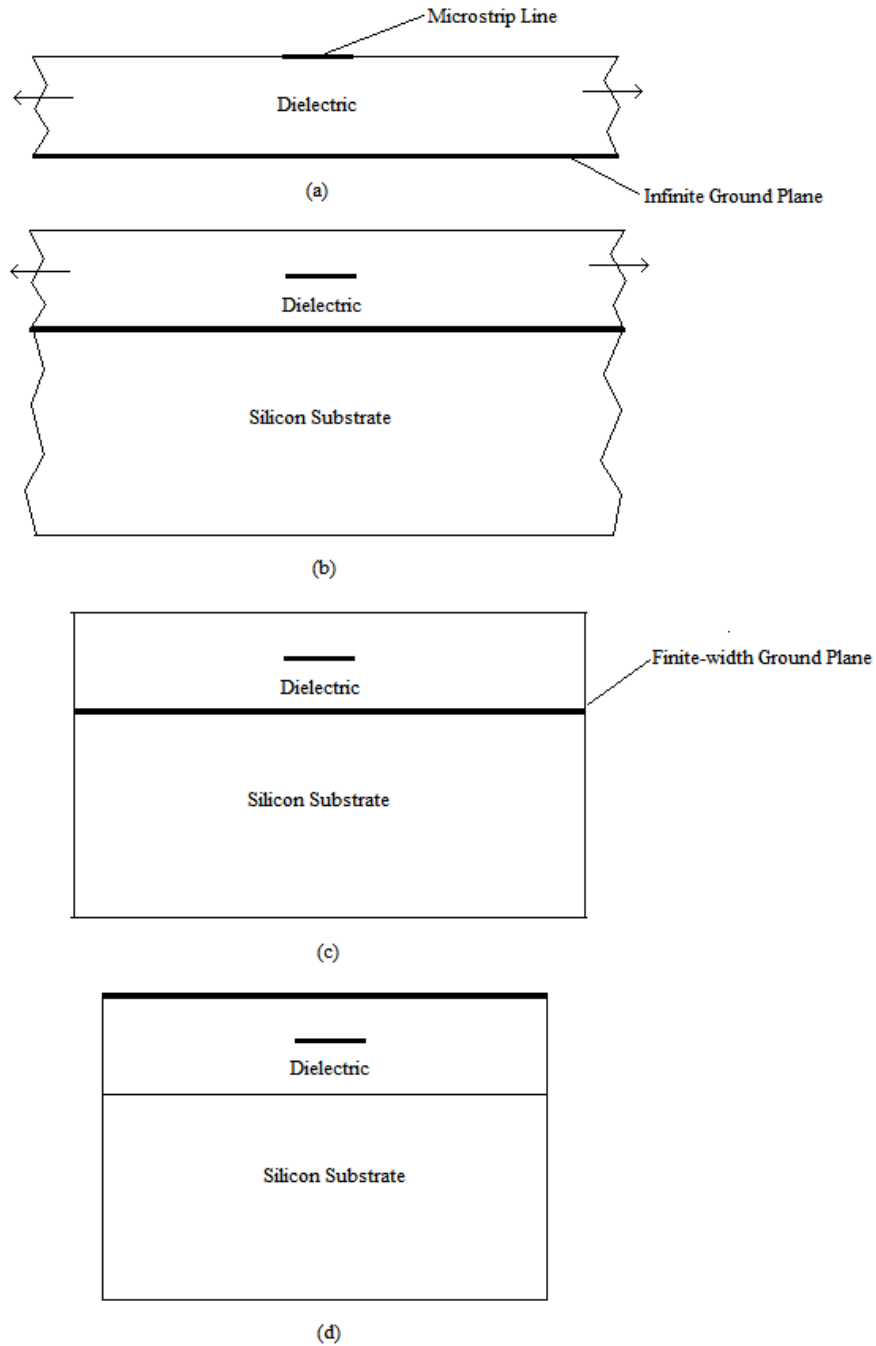 Microstrip Line
Dielectric
(a)
Infinite Ground Plane
Dielectric
Silicon Substrate
(b)
Finite-width Ground Plane
Dielectric
Silicon Substrate
(c)
Dielectric
Silicon Substrate
(d)